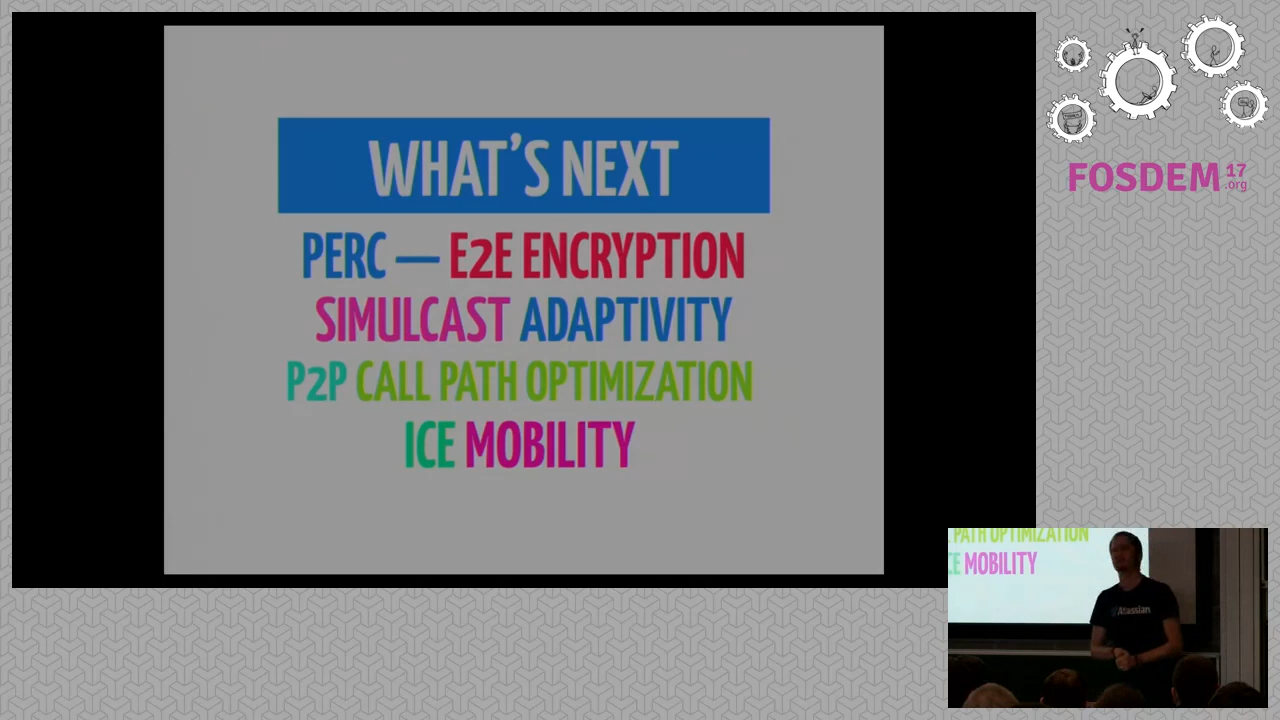 WHAT'S NEXT
PERC — E2E ENCRYPTION
SIMULCAST ADAPTIVITY
P2P CALL PATH OPTIMIZATION
ICE MOBILITY
FOSDEM 17
.org
PATH OPTIMIZATION
CE MOBILITY
Atlassian